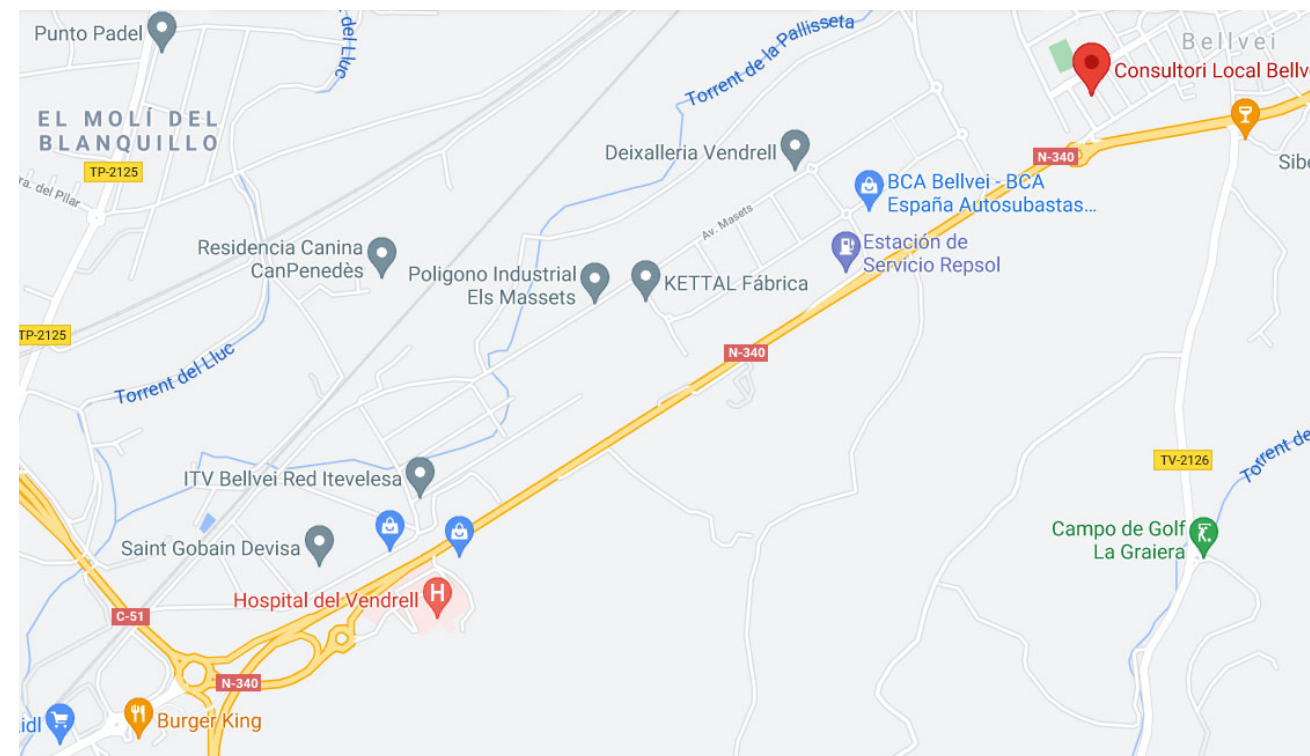 Punto Padel
del Lluc
Torrent de la Pallisseta
Bellvei
Consultori Local Bellv
EL MOLÍ DEL
BLANQUILLO
TP-2125
ra. del Pilar
Deixalleria Vendrell
N-340
Sibe
BCA Bellvei - BCA
España Autosubastas...
Av. Masets
Residencia Canina
CanPenedès
Estación de
Servicio Repsol
Poligono Industrial
Els Massets
KETTAL Fábrica
TP-2125
N-340
Torrent del Lluc
TV-2126
Torrent de
ITV Bellvei Red Itevelesa
Saint Gobain Devisa
Campo de Golf
La Graiera
Hospital del Vendrell
H
C-51
N-340
idl
Burger King